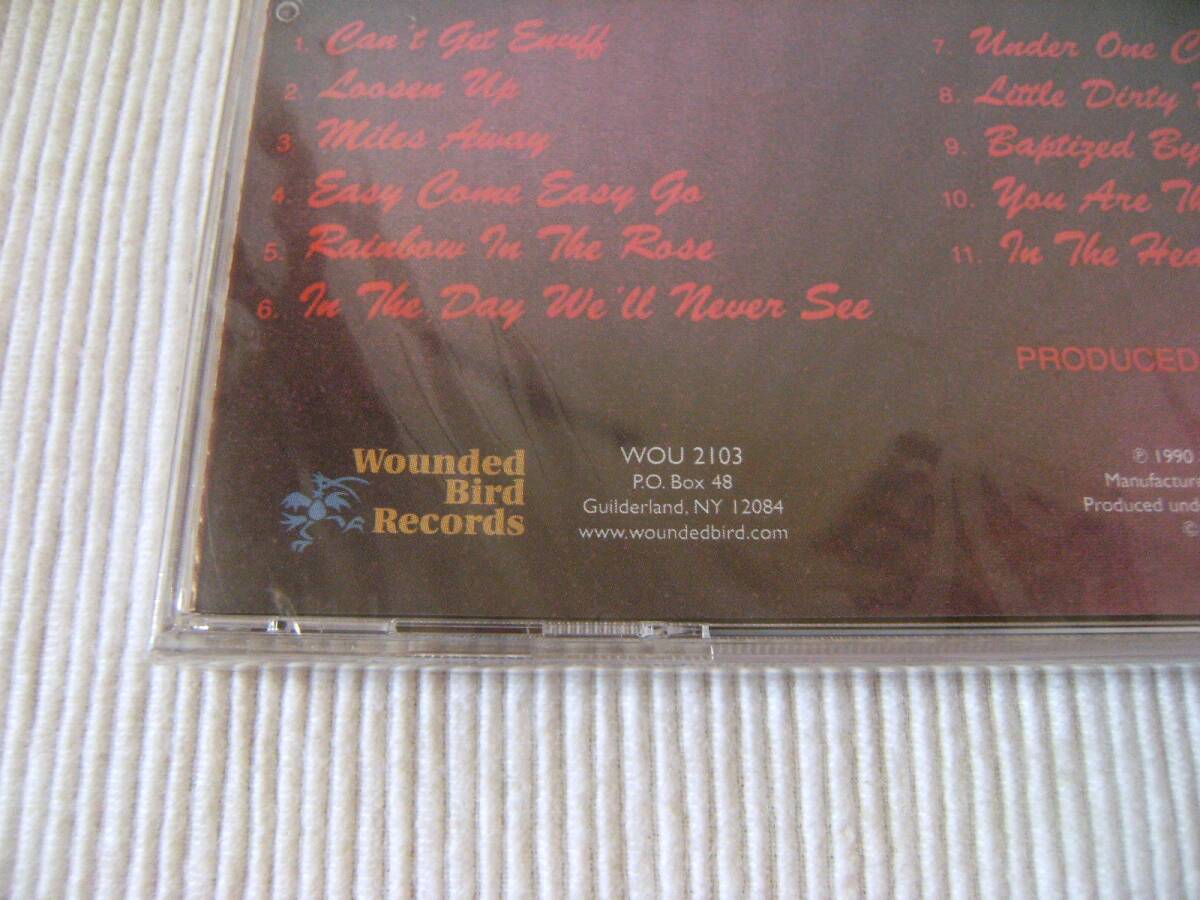 1. Can't Get Enuff
2. Loosen Up
3. Miles Away
4. Easy Come Easy Go
5. Rainbow In The Rose
6. In The Day We'll Never See
7. Under One
8. Little Dirty
9. Baptized By
10. You Are
11. In The
PRODUCED
Wounded
Bird
Records
WOU 2103
P.O. Box 48
Guilderland, NY 12084
www.woundedbird.com
℗ 1990
Manufacture
Produced und
©